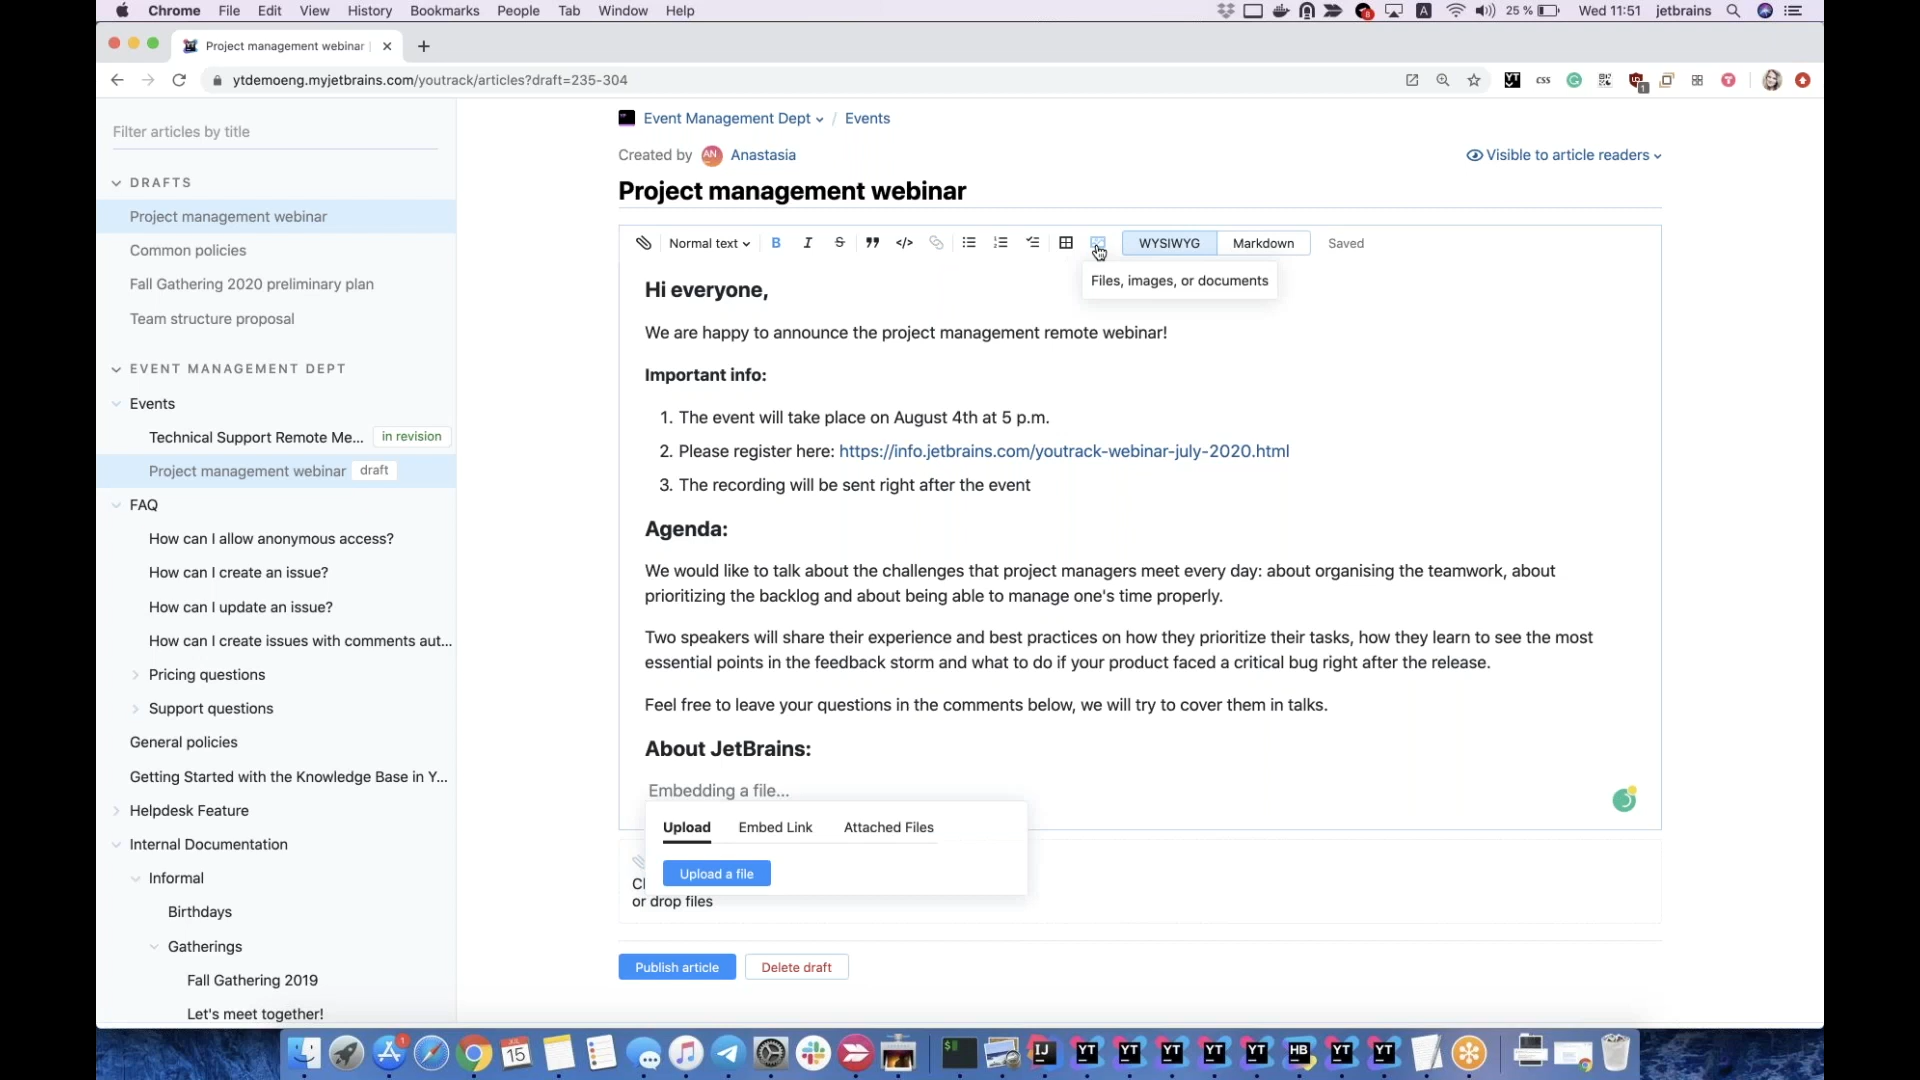 Chrome File Edit View History Bookmarks People Tab Window Help
25 % Wed 11:51 jetbrains
Project management webinar
ytdemoeng.myjetbrains.com/youtrack/articles?draft=235-304
Filter articles by title
DRAFTS
Project management webinar
Common policies
Fall Gathering 2020 preliminary plan
Team structure proposal
EVENT MANAGEMENT DEPT
Events
Technical Support Remote Me... in revision
Project management webinar draft
FAQ
How can I allow anonymous access?
How can I create an issue?
How can I update an issue?
How can I create issues with comments aut...
Pricing questions
Support questions
General policies
Getting Started with the Knowledge Base in Y...
Helpdesk Feature
Internal Documentation
Informal
Birthdays
Gatherings
Fall Gathering 2019
Let's meet together!
Event Management Dept / Events
Created by AN Anastasia
Visible to article readers
Project management webinar
Normal text B I S WYSIWYG Markdown Saved
Files, images, or documents
Hi everyone,
We are happy to announce the project management remote webinar!
Important info:
1. The event will take place on August 4th at 5 p.m.
2. Please register here: https://info.jetbrains.com/youtrack-webinar-july-2020.html
3. The recording will be sent right after the event
Agenda:
We would like to talk about the challenges that project managers meet every day: about organising the teamwork, about
prioritizing the backlog and about being able to manage one's time properly.
Two speakers will share their experience and best practices on how they prioritize their tasks, how they learn to see the most
essential points in the feedback storm and what to do if your product faced a critical bug right after the release.
Feel free to leave your questions in the comments below, we will try to cover them in talks.
About JetBrains:
Embedding a file...
Upload Embed Link Attached Files
Upload a file
or drop files
Publish article Delete draft
15 IJ YT YT YT YT YT HB YT YT